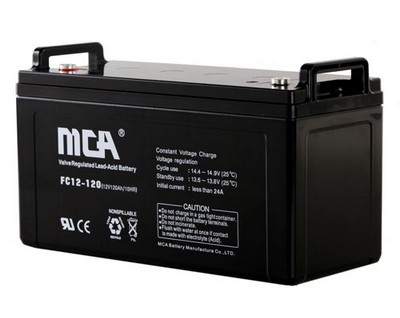 MCA®
Valve Regulated Lead-Acid Battery
FC12-120(12V120Ah/10HR)
NONSPILLABLE
Constant Voltage Charge
Voltage regulation
Cycle use : 14.4 - 14.9V (25°C)
Standby use : 13.6 - 13.8V (25°C)
Initial current : less than 24A
CAUTION
Do not charge in a gas tight container.
Do not short the battery terminals.
Do not incinerate.
Flush with water at once if contact
is made with electrolyte (Acid).
MCA Battery Manufacture Co., LTD.